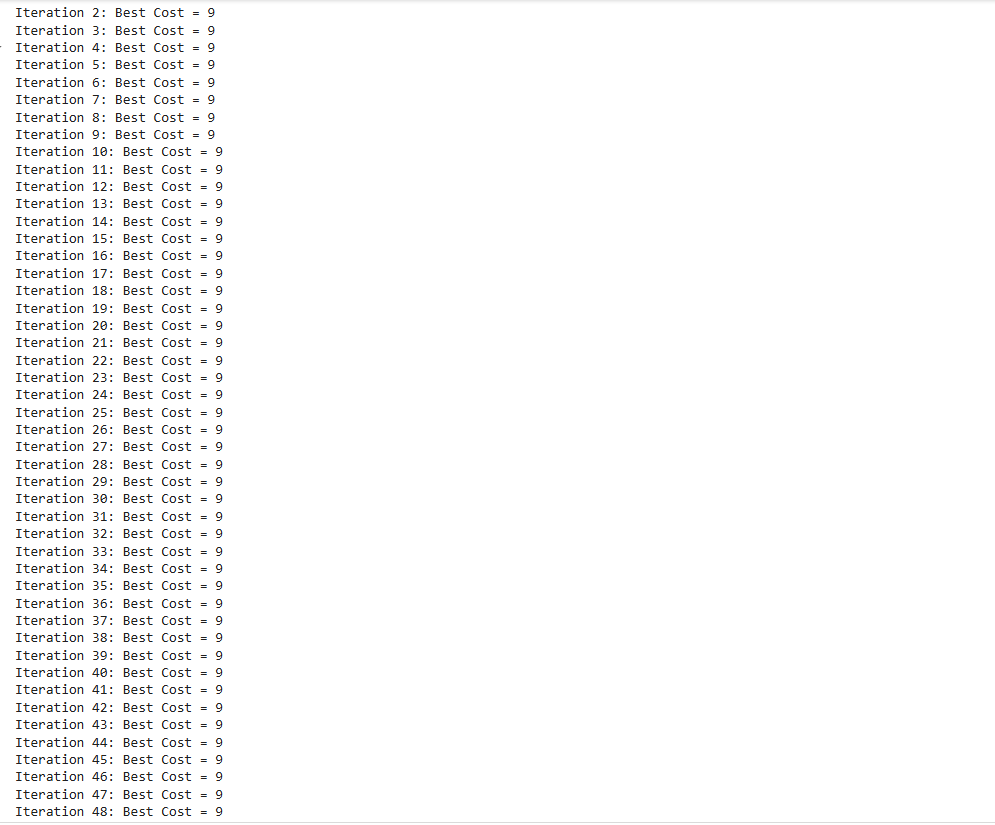 Iteration 2: Best Cost = 9
Iteration 3: Best Cost = 9
Iteration 4: Best Cost = 9
Iteration 5: Best Cost = 9
Iteration 6: Best Cost = 9
Iteration 7: Best Cost = 9
Iteration 8: Best Cost = 9
Iteration 9: Best Cost = 9
Iteration 10: Best Cost = 9
Iteration 11: Best Cost = 9
Iteration 12: Best Cost = 9
Iteration 13: Best Cost = 9
Iteration 14: Best Cost = 9
Iteration 15: Best Cost = 9
Iteration 16: Best Cost = 9
Iteration 17: Best Cost = 9
Iteration 18: Best Cost = 9
Iteration 19: Best Cost = 9
Iteration 20: Best Cost = 9
Iteration 21: Best Cost = 9
Iteration 22: Best Cost = 9
Iteration 23: Best Cost = 9
Iteration 24: Best Cost = 9
Iteration 25: Best Cost = 9
Iteration 26: Best Cost = 9
Iteration 27: Best Cost = 9
Iteration 28: Best Cost = 9
Iteration 29: Best Cost = 9
Iteration 30: Best Cost = 9
Iteration 31: Best Cost = 9
Iteration 32: Best Cost = 9
Iteration 33: Best Cost = 9
Iteration 34: Best Cost = 9
Iteration 35: Best Cost = 9
Iteration 36: Best Cost = 9
Iteration 37: Best Cost = 9
Iteration 38: Best Cost = 9
Iteration 39: Best Cost = 9
Iteration 40: Best Cost = 9
Iteration 41: Best Cost = 9
Iteration 42: Best Cost = 9
Iteration 43: Best Cost = 9
Iteration 44: Best Cost = 9
Iteration 45: Best Cost = 9
Iteration 46: Best Cost = 9
Iteration 47: Best Cost = 9
Iteration 48: Best Cost = 9